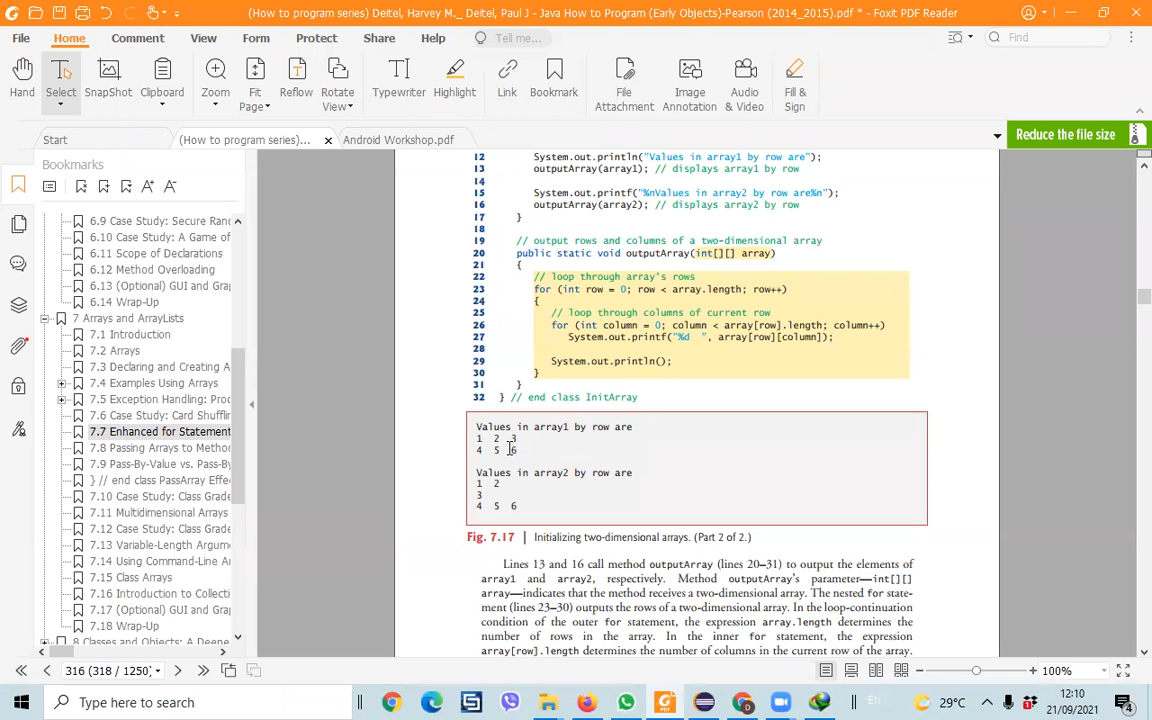 (How to program series) Deitel, Harvey M._ Deitel, Paul J - Java How to Program (Early Objects)-Pearson (2014_2015).pdf * - Foxit PDF Reader
File Home Comment View Form Protect Share Help Tell me... Find
Hand Select SnapShot Clipboard Zoom Fit Page Reflow Rotate View Typewriter Highlight Link Bookmark File Attachment Image Annotation Audio & Video Fill & Sign
Start (How to program series)... Android Workshop.pdf Reduce the file size
Bookmarks
6.9 Case Study: Secure Ran
6.10 Case Study: A Game of
6.11 Scope of Declarations
6.12 Method Overloading
6.13 (Optional) GUI and Grap
6.14 Wrap-Up
7 Arrays and ArrayLists
7.1 Introduction
7.2 Arrays
7.3 Declaring and Creating A
7.4 Examples Using Arrays
7.5 Exception Handling: Proc
7.6 Case Study: Card Shufflin
7.7 Enhanced for Statement
7.8 Passing Arrays to Metho
7.9 Pass-By-Value vs. Pass-By
} // end class PassArray Effec
7.10 Case Study: Class Grade
7.11 Multidimensional Arrays
7.12 Case Study: Class Grade
7.13 Variable-Length Argum
7.14 Using Command-Line A
7.15 Class Arrays
7.16 Introduction to Collecti
7.17 (Optional) GUI and Grap
7.18 Wrap-Up
8 Classes and Objects: A Deepe
12 System.out.println("Values in array1 by row are");
13 outputArray(array1); // displays array1 by row
14
15 System.out.printf("%nValues in array2 by row are%n");
16 outputArray(array2); // displays array2 by row
17 }
18
19 // output rows and columns of a two-dimensional array
20 public static void outputArray(int[][] array)
21 {
22 // loop through array's rows
23 for (int row = 0; row < array.length; row++)
24 {
25 // loop through columns of current row
26 for (int column = 0; column < array[row].length; column++)
27 System.out.printf("%d ", array[row][column]);
28
29 System.out.println();
30 }
31 }
32 } // end class InitArray
Values in array1 by row are
1 2 3
4 5 6
Values in array2 by row are
1 2
3
4 5 6
Fig. 7.17 | Initializing two-dimensional arrays. (Part 2 of 2.)
Lines 13 and 16 call method outputArray (lines 20–31) to output the elements of
array1 and array2, respectively. Method outputArray's parameter—int[][]
array—indicates that the method receives a two-dimensional array. The nested for state-
ment (lines 23–30) outputs the rows of a two-dimensional array. In the loop-continuation
condition of the outer for statement, the expression array.length determines the
number of rows in the array. In the inner for statement, the expression
array[row].length determines the number of columns in the current row of the array.
316 (318 / 1250) 100%
Type here to search EN 29°C 12:10
21/09/2021 4